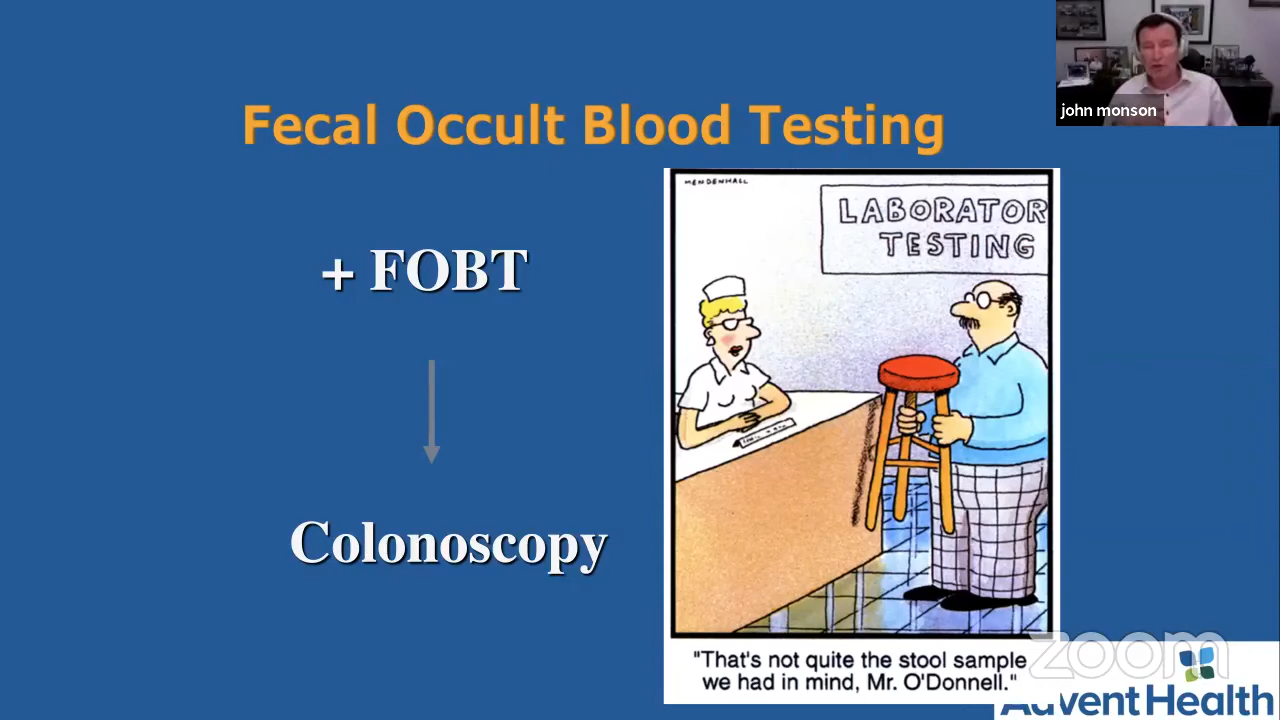 john monson
Fecal Occult Blood Testing
+ FOBT
Colonoscopy
MENDENHALL
LABORATOR
TESTING
"That's not quite the stool sample
we had in mind, Mr. O'Donnell."
zoom
AdventHealth